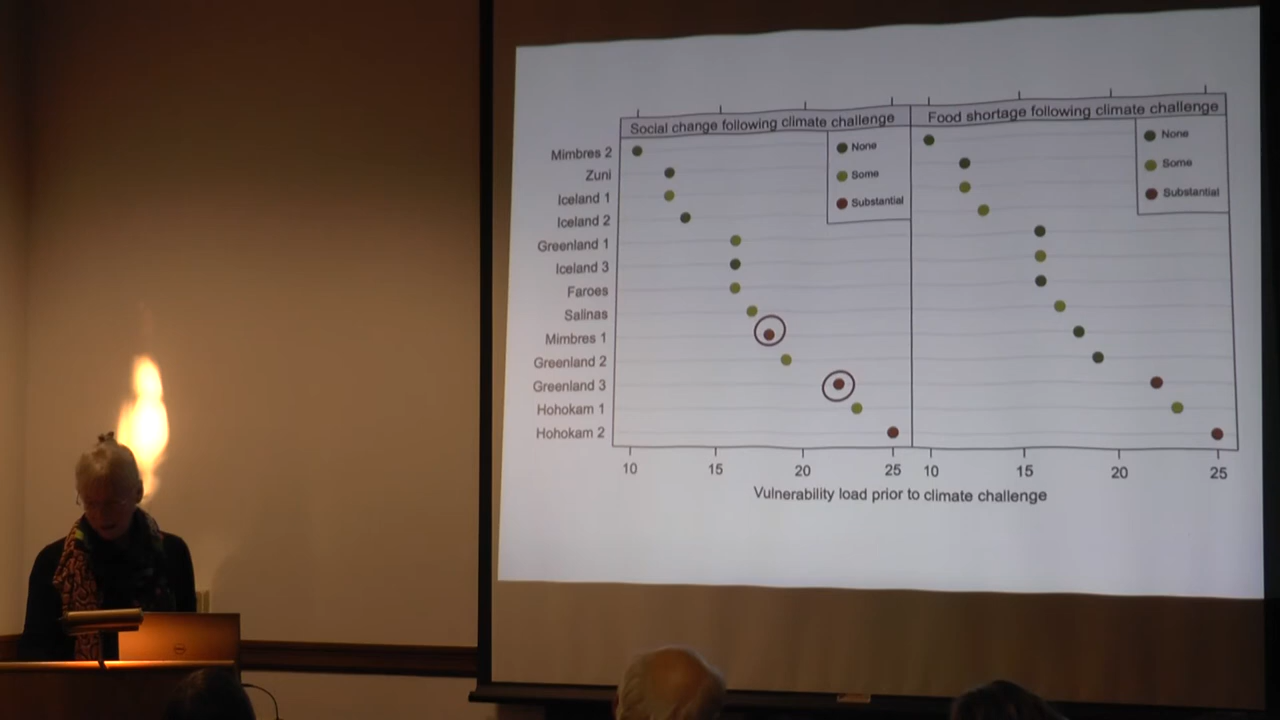 Social change following climate challenge
Food shortage following climate challenge
None
Some
Substantial
None
Some
Substantial
Mimbres 2
Zuni
Iceland 1
Iceland 2
Greenland 1
Iceland 3
Faroes
Salinas
Mimbres 1
Greenland 2
Greenland 3
Hohokam 1
Hohokam 2
10 15 20 25 10 15 20 25
Vulnerability load prior to climate challenge